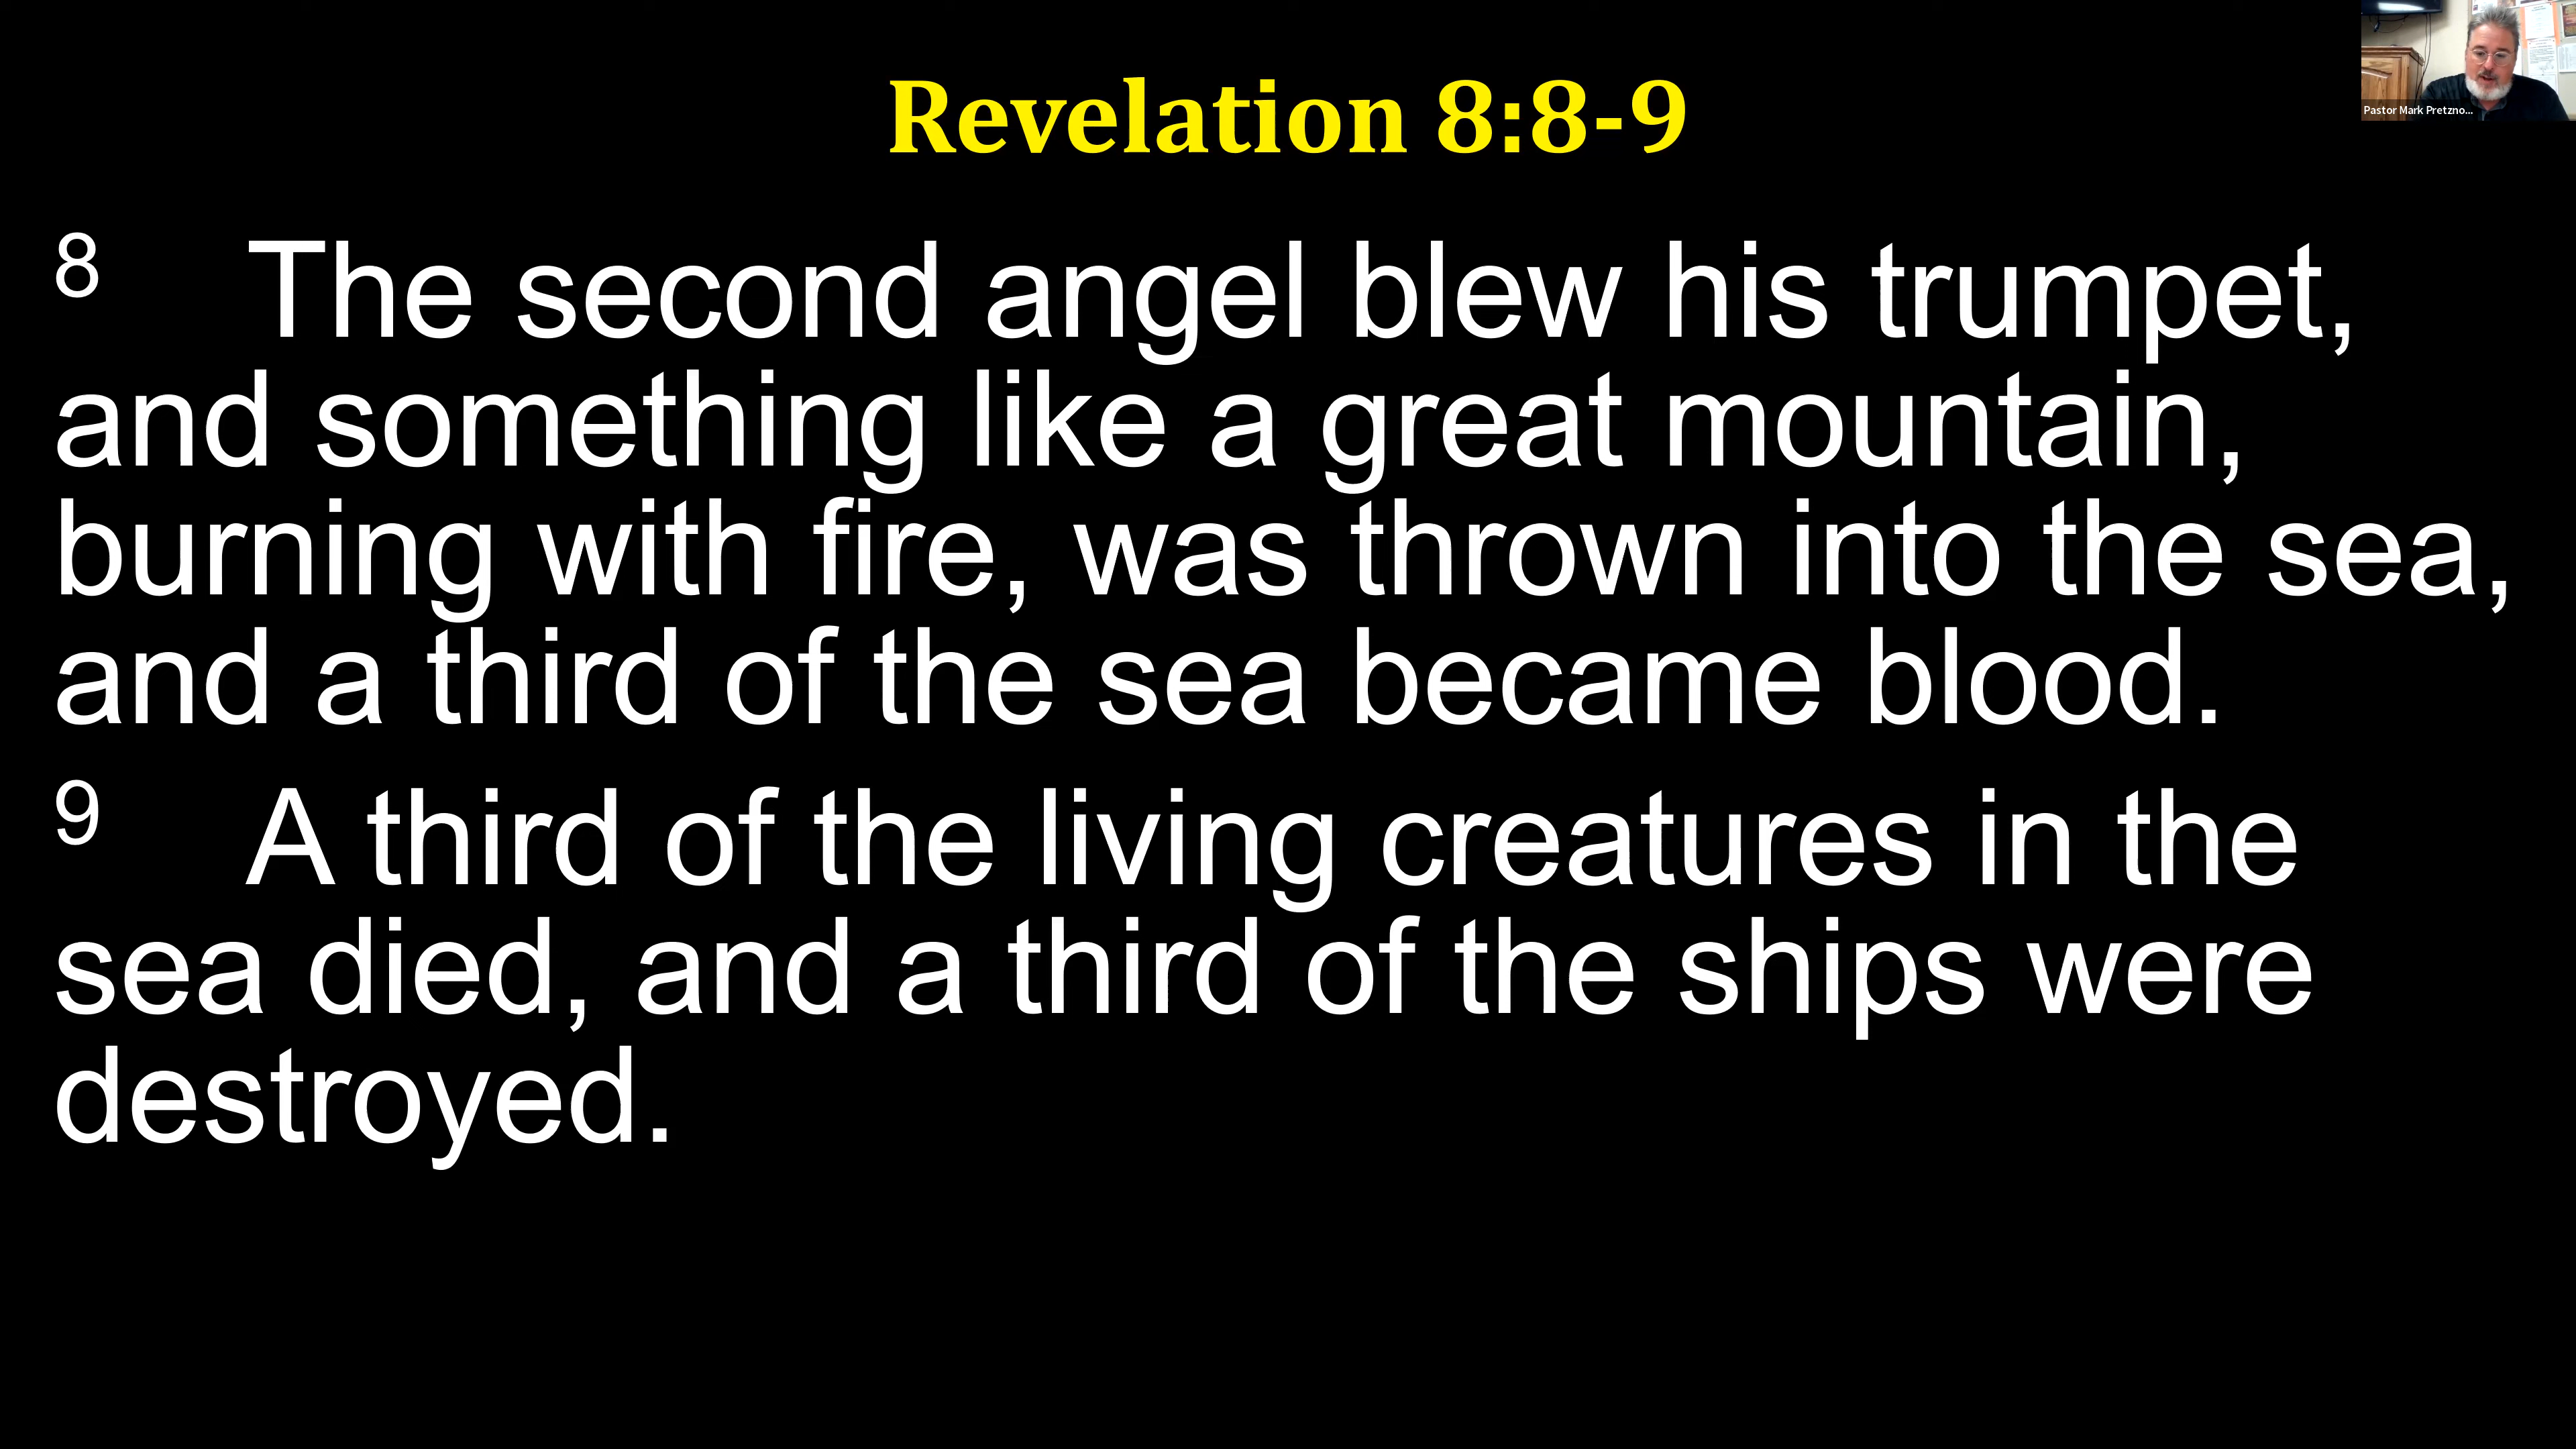 Revelation 8:8-9
Pastor Mark Pretzno...
8 The second angel blew his trumpet,
and something like a great mountain,
burning with fire, was thrown into the sea,
and a third of the sea became blood.
9 A third of the living creatures in the
sea died, and a third of the ships were
destroyed.